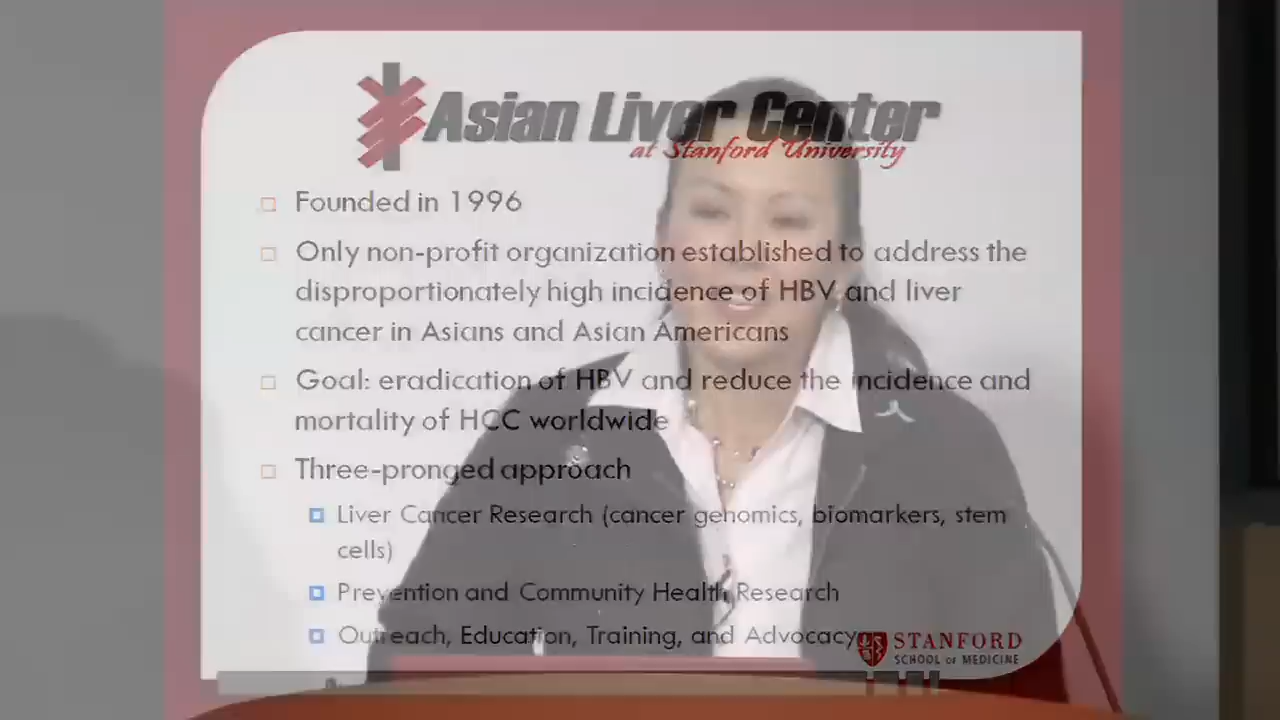 Asian Liver Center
at Stanford University
Founded in 1996
Only non-profit organization established to address the
disproportionately high incidence of HBV and liver
cancer in Asians and Asian Americans
Goal: eradication of HBV and reduce the incidence and
mortality of HCC worldwide
Three-pronged approach
Liver Cancer Research (cancer genomics, biomarkers, stem
cells)
Prevention and Community Health Research
Outreach, Education, Training, and Advocacy
STANFORD
SCHOOL of MEDICINE